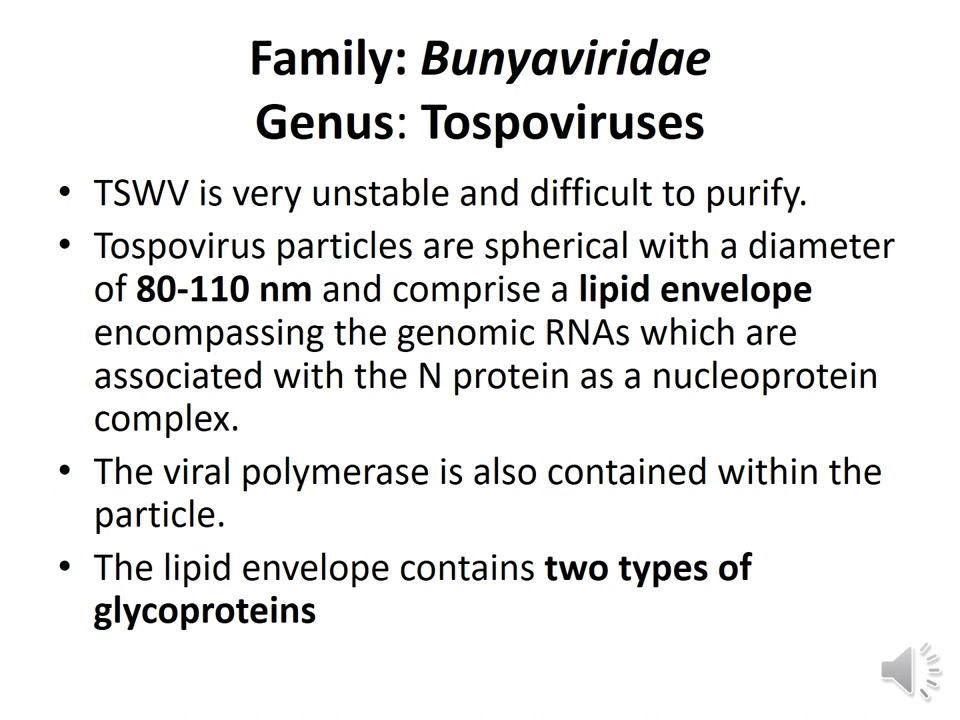 Family: Bunyaviridae
Genus: Tospoviruses
• TSWV is very unstable and difficult to purify.
• Tospovirus particles are spherical with a diameter
of 80-110 nm and comprise a lipid envelope
encompassing the genomic RNAs which are
associated with the N protein as a nucleoprotein
complex.
• The viral polymerase is also contained within the
particle.
• The lipid envelope contains two types of
glycoproteins